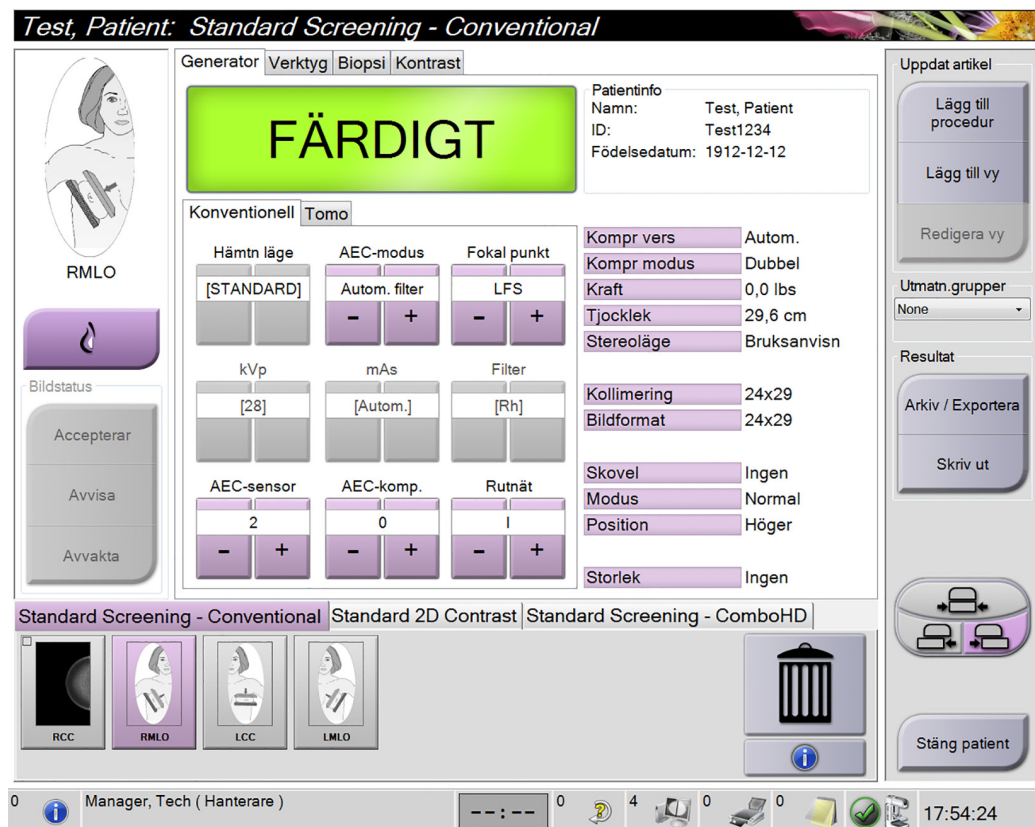 Test, Patient: Standard Screening - Conventional
RMLO
Bildstatus
Accepterar
Avvisa
Avvakta
Generator Verktyg Biopsi Kontrast
FÄRDIGT
Patientinfo
Namn: Test, Patient
ID: Test1234
Födelsedatum: 1912-12-12
Konventionell Tomo
Hämtn läge AEC-modus Fokal punkt
[STANDARD] Autom. filter LFS
- + - +
kVp mAs Filter
[28] [Autom.] [Rh]
AEC-sensor AEC-komp. Rutnät
2 0 I
- + - + - +
Kompr vers Autom.
Kompr modus Dubbel
Kraft 0,0 lbs
Tjocklek 29,6 cm
Stereoläge Bruksanvisn
Kollimering 24x29
Bildformat 24x29
Skovel Ingen
Modus Normal
Position Höger
Storlek Ingen
Uppdat artikel
Lägg till
procedur
Lägg till vy
Redigera vy
Utmatn.grupper
None
Resultat
Arkiv / Exportera
Skriv ut
Stäng patient
Standard Screening - Conventional Standard 2D Contrast Standard Screening - ComboHD
RCC RMLO LCC LMLO
0 Manager, Tech ( Hanterare ) --:-- 0 4 0 0 17:54:24